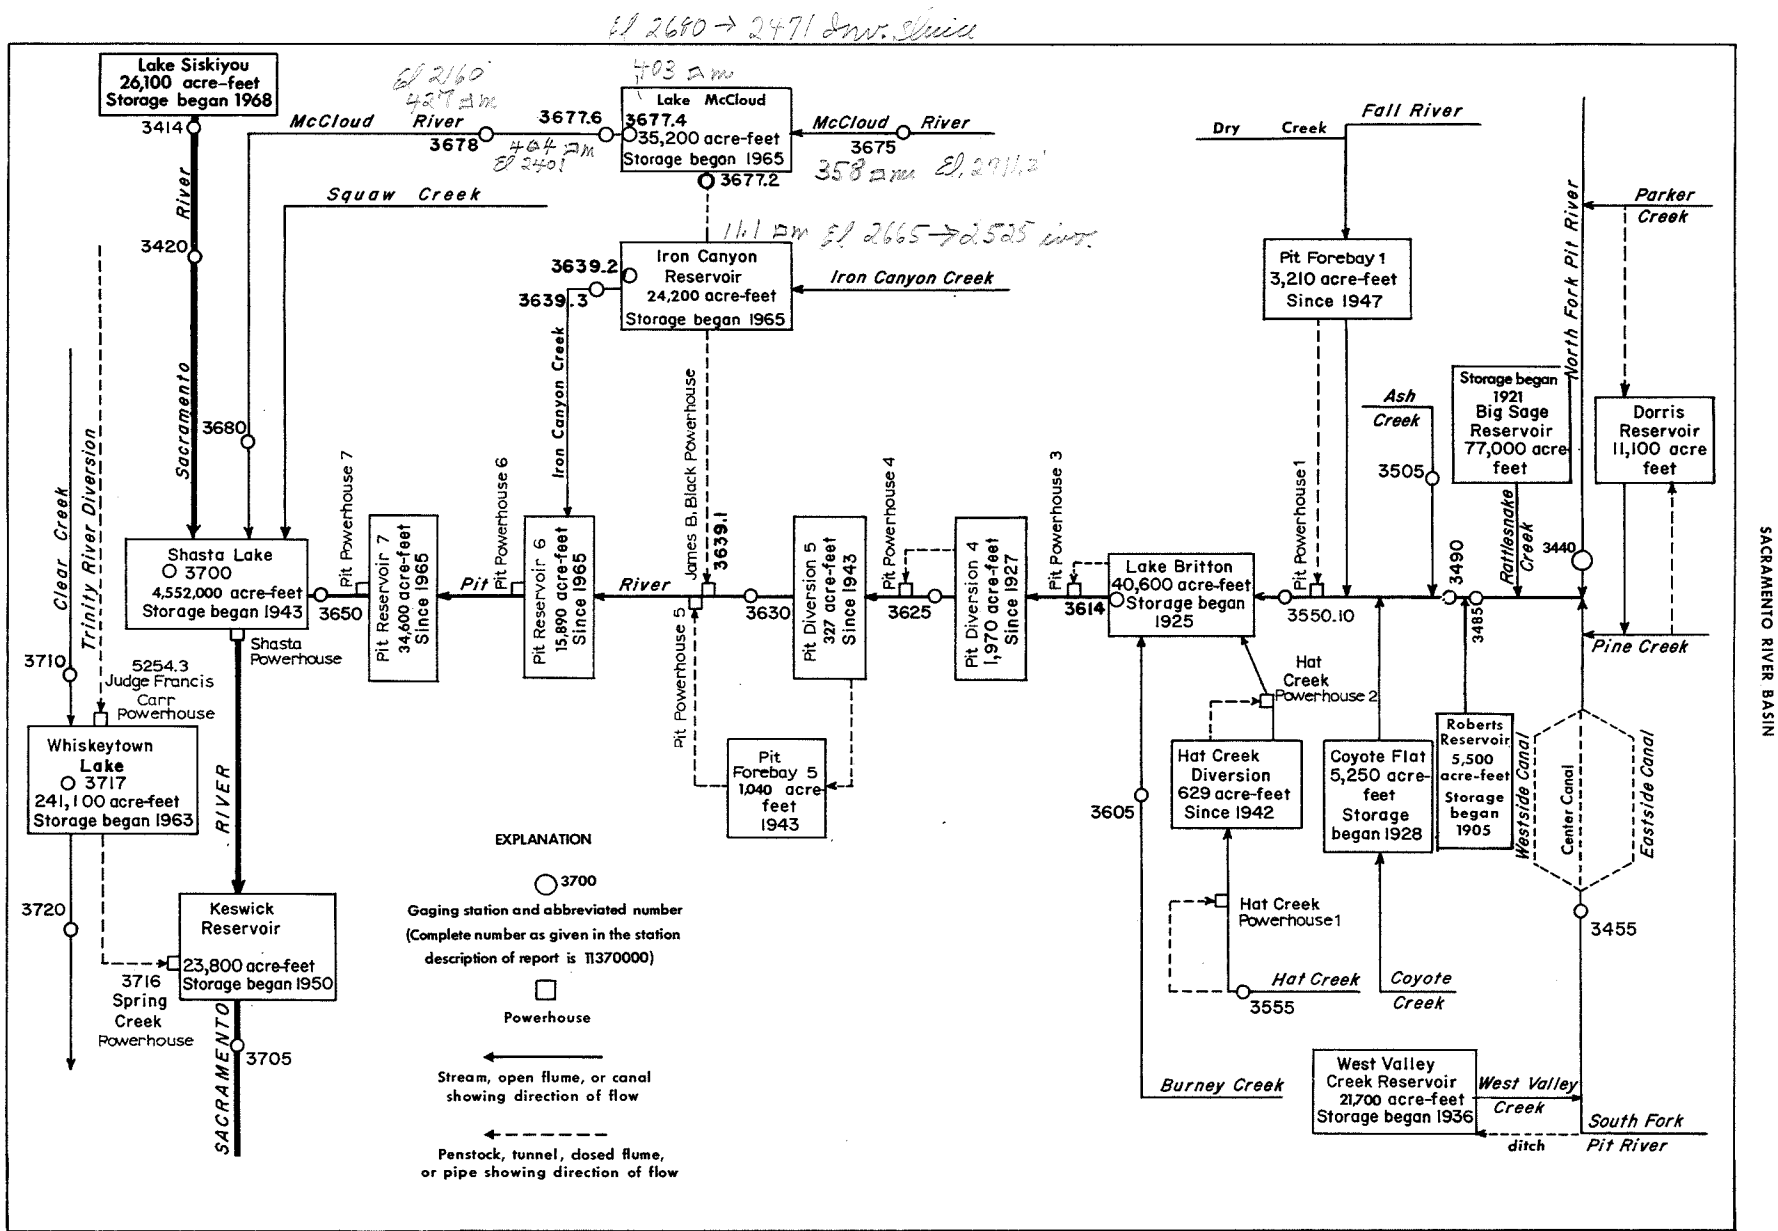 El 2680 → 2471 Inv. Sluice
Lake Siskiyou
26,100 acre-feet
Storage began 1968
3414
River
3420
Sacramento
El 2160
427 □m
McCloud River
3678
3677.6
404 □m
El 2401
403 □m
Lake McCloud
3677.4
35,200 acre-feet
Storage began 1965
3677.2
McCloud River
3675
358 □m
Squaw Creek
3680
11.1 □m El 2665 → 2525 inv.
3639.2
3639.3
Iron Canyon
Reservoir
24,200 acre-feet
Storage began 1965
Iron Canyon Creek
Iron Canyon Creek
James B. Black Powerhouse
3639.1
Dry Creek
Fall River
Pit Forebay 1
3,210 acre-feet
Since 1947
Pit Powerhouse 1
Ash
Creek
3505
Storage began
1921
Big Sage
Reservoir
77,000 acre-
feet
Rattlesnake
Creek
North Fork Pit River
3440
Parker
Creek
Dorris
Reservoir
11,100 acre
feet
Pine Creek
Clear Creek
Trinity River Diversion
3710
5254.3
Judge Francis
Carr
Powerhouse
Shasta Lake
3700
4,552,000 acre-feet
Storage began 1943
Shasta
Powerhouse
3650
Pit Powerhouse 7
Pit Reservoir 7
34,600 acre-feet
Since 1965
Pit River
Pit Powerhouse 6
Pit Reservoir 6
15,890 acre-feet
Since 1965
Pit Powerhouse 5
3630
Pit Diversion 5
327 acre-feet
Since 1943
Pit Forebay 5
1,040 acre-
feet
1943
Pit Powerhouse 4
3625
Pit Diversion 4
1,970 acre-feet
Since 1927
Pit Powerhouse 3
3614
Lake Britton
40,600 acre-feet
Storage began
1925
3550.10
3490
3485
Hat
Creek
Powerhouse 2
Hat Creek
Diversion
629 acre-feet
Since 1942
3605
Hat Creek
Powerhouse 1
3555
Hat Creek
Burney Creek
Coyote Flat
5,250 acre-
feet
Storage
began 1928
Coyote
Creek
Roberts
Reservoir
5,500
acre-feet
Storage
began
1905
Westside Canal
Center Canal
Eastside Canal
3455
West Valley
Creek Reservoir
21,700 acre-feet
Storage began 1936
West Valley
Creek
ditch
South Fork
Pit River
Whiskeytown
Lake
3717
241,100 acre-feet
Storage began 1963
3720
3716
Spring
Creek
Powerhouse
RIVER
Keswick
Reservoir
23,800 acre-feet
Storage began 1950
SACRAMENTO
3705
EXPLANATION
3700
Gaging station and abbreviated number
(Complete number as given in the station
description of report is 11370000)
Powerhouse
Stream, open flume, or canal
showing direction of flow
Penstock, tunnel, closed flume,
or pipe showing direction of flow
SACRAMENTO RIVER BASIN